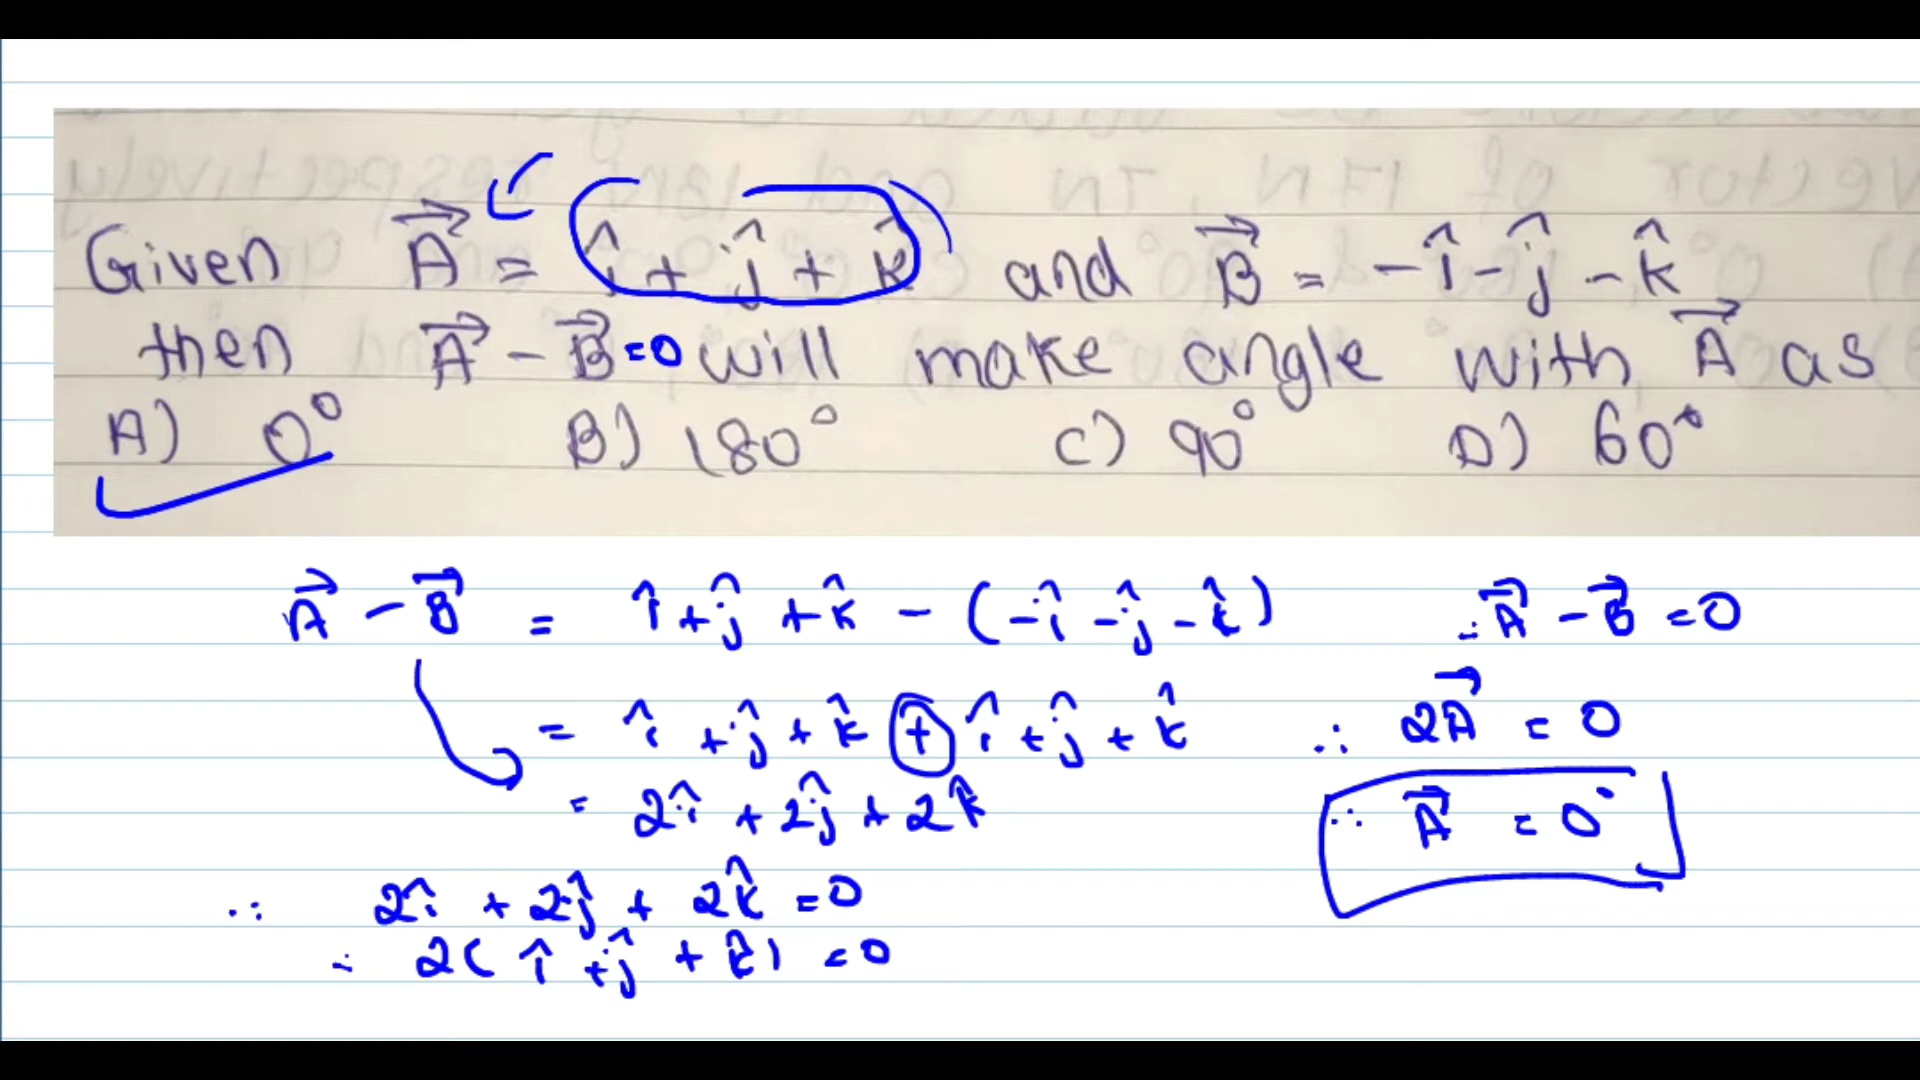 Given A⃗ = î + ĵ + k̂ and B⃗ = -î - ĵ - k̂
then A⃗ - B⃗ =0 will make angle with A⃗ as
A) 0° B) 180° C) 90° D) 60°
A⃗ - B⃗ = î + ĵ + k̂ - (-î - ĵ - k̂)
= î + ĵ + k̂ + î + ĵ + k̂
= 2î + 2ĵ + 2k̂
∴ 2î + 2ĵ + 2k̂ = 0
∴ 2(î + ĵ + k̂) = 0
∴ A⃗ - B⃗ = 0
∴ 2A⃗ = 0
∴ A⃗ = 0°